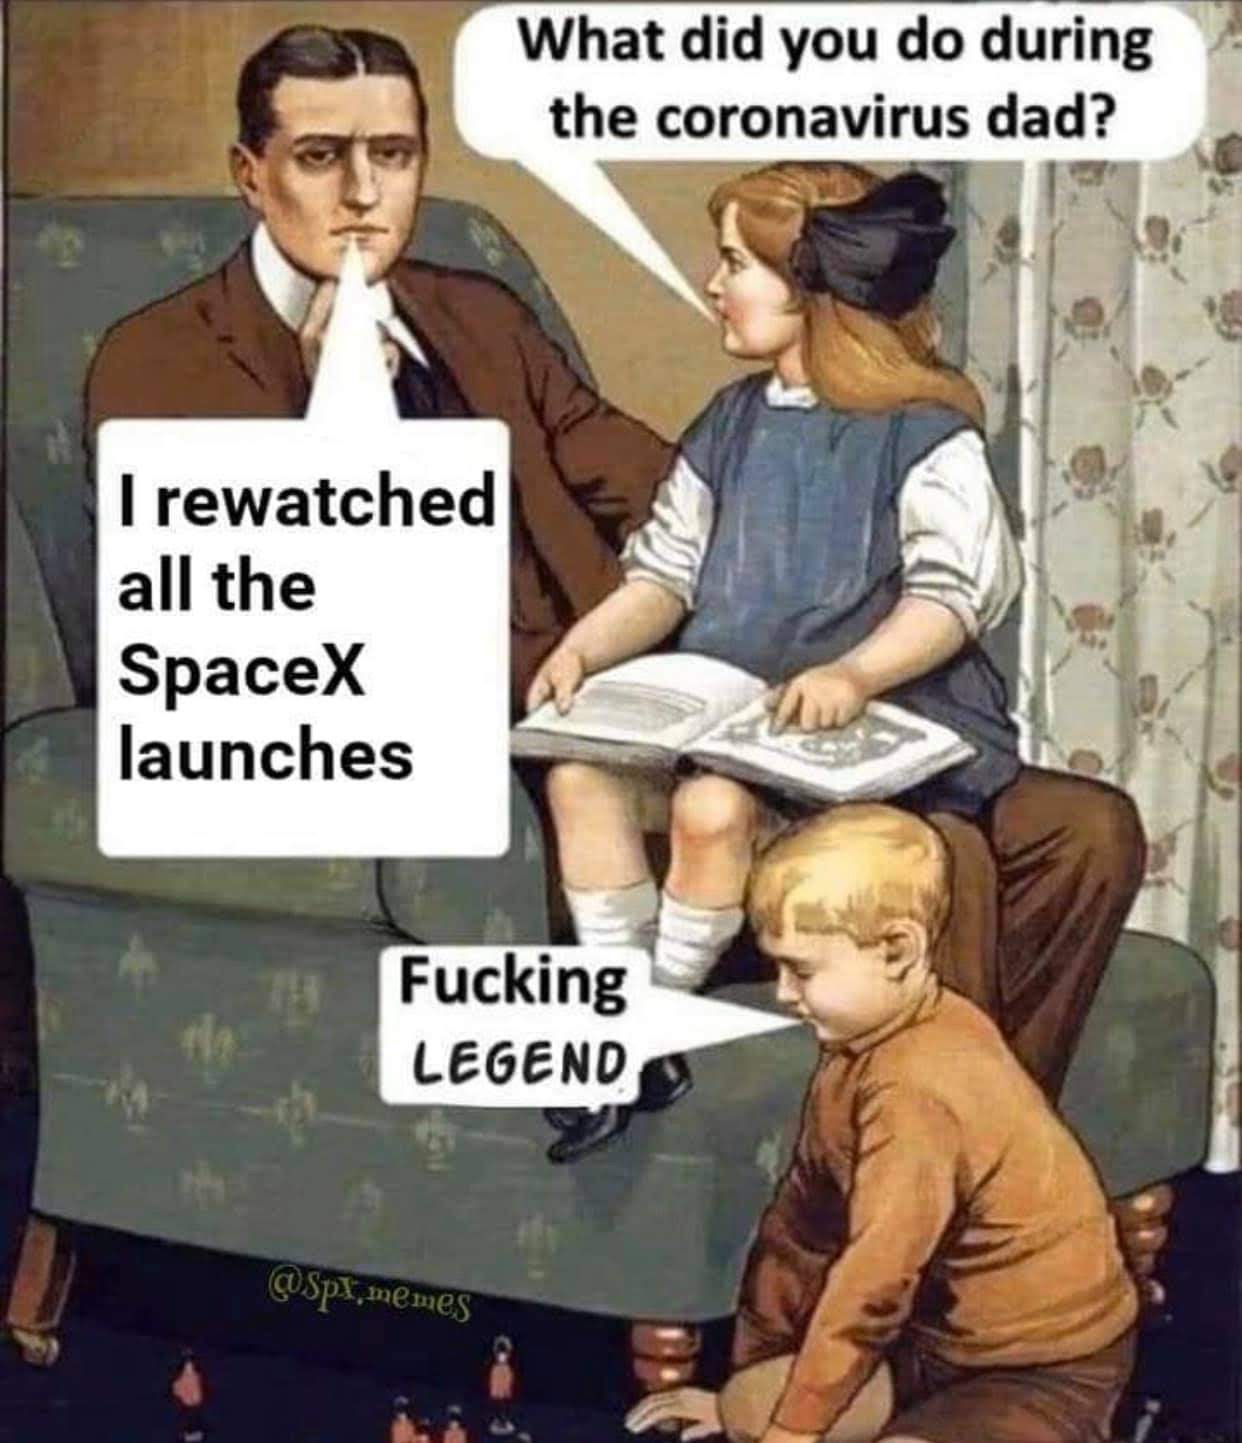 What did you do during
the coronavirus dad?
I rewatched
all the
SpaceX
launches
Fucking
LEGEND
@Spx.memes